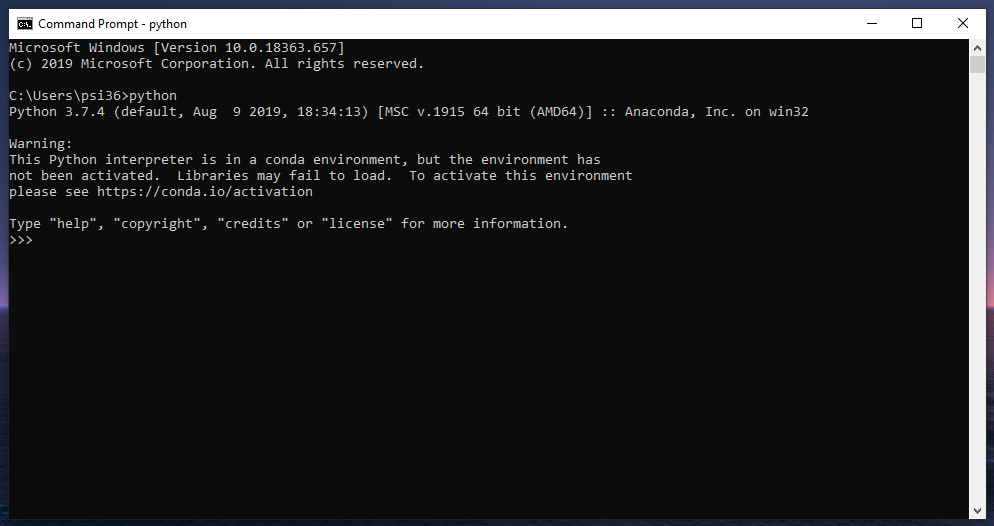 Command Prompt - python
Microsoft Windows [Version 10.0.18363.657]
(c) 2019 Microsoft Corporation. All rights reserved.
C:\Users\psi36>python
Python 3.7.4 (default, Aug  9 2019, 18:34:13) [MSC v.1915 64 bit (AMD64)] :: Anaconda, Inc. on win32
Warning:
This Python interpreter is in a conda environment, but the environment has
not been activated.  Libraries may fail to load.  To activate this environment
please see https://conda.io/activation
Type "help", "copyright", "credits" or "license" for more information.
>>>